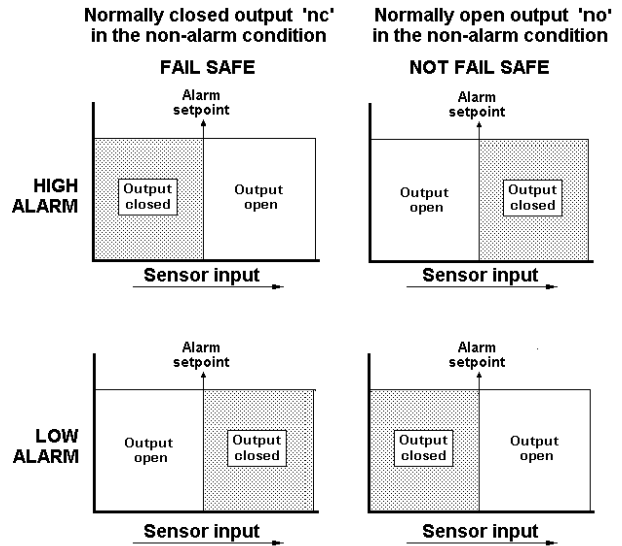 Normally closed output 'nc'
in the non-alarm condition
FAIL SAFE
Normally open output 'no'
in the non-alarm condition
NOT FAIL SAFE
HIGH
ALARM
Alarm
setpoint
Output
closed
Output
open
Sensor input
Alarm
setpoint
Output
open
Output
closed
Sensor input
LOW
ALARM
Alarm
setpoint
Output
open
Output
closed
Sensor input
Alarm
setpoint
Output
closed
Output
open
Sensor input